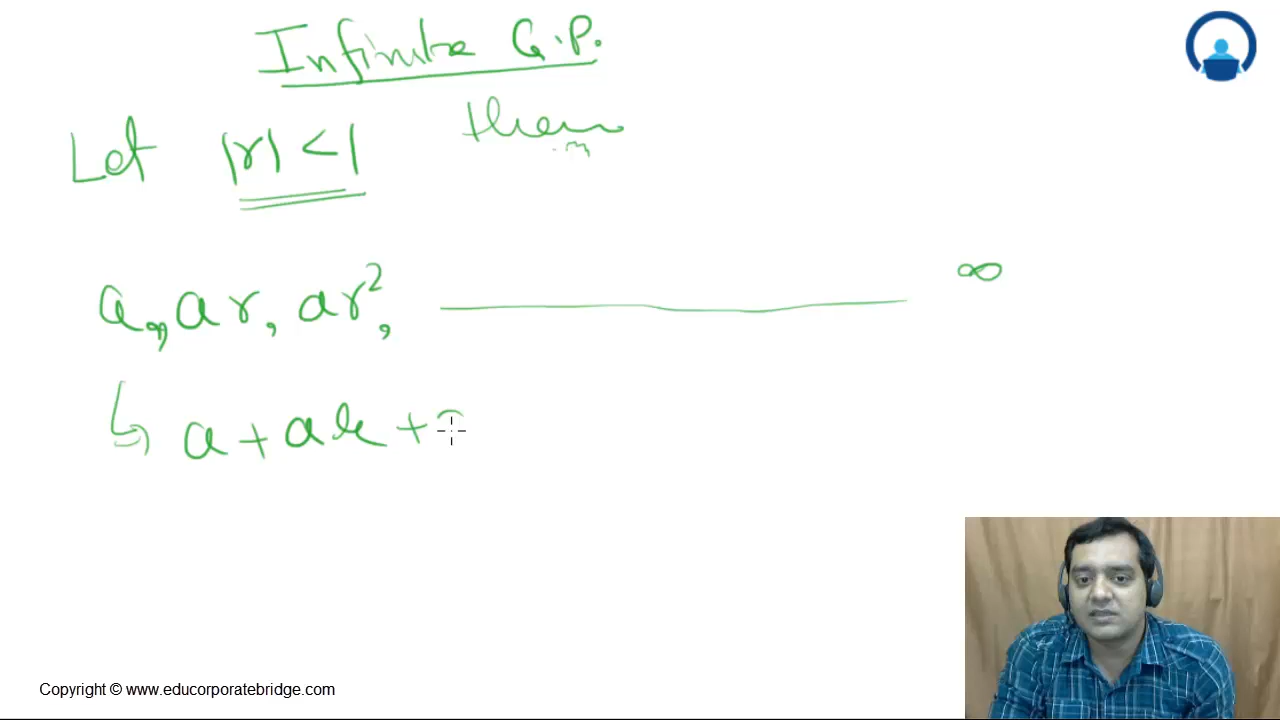 Infinite G.P.
Let |r| < 1 then
a, ar, ar², ∞
a + ar +
Copyright © www.educorporatebridge.com